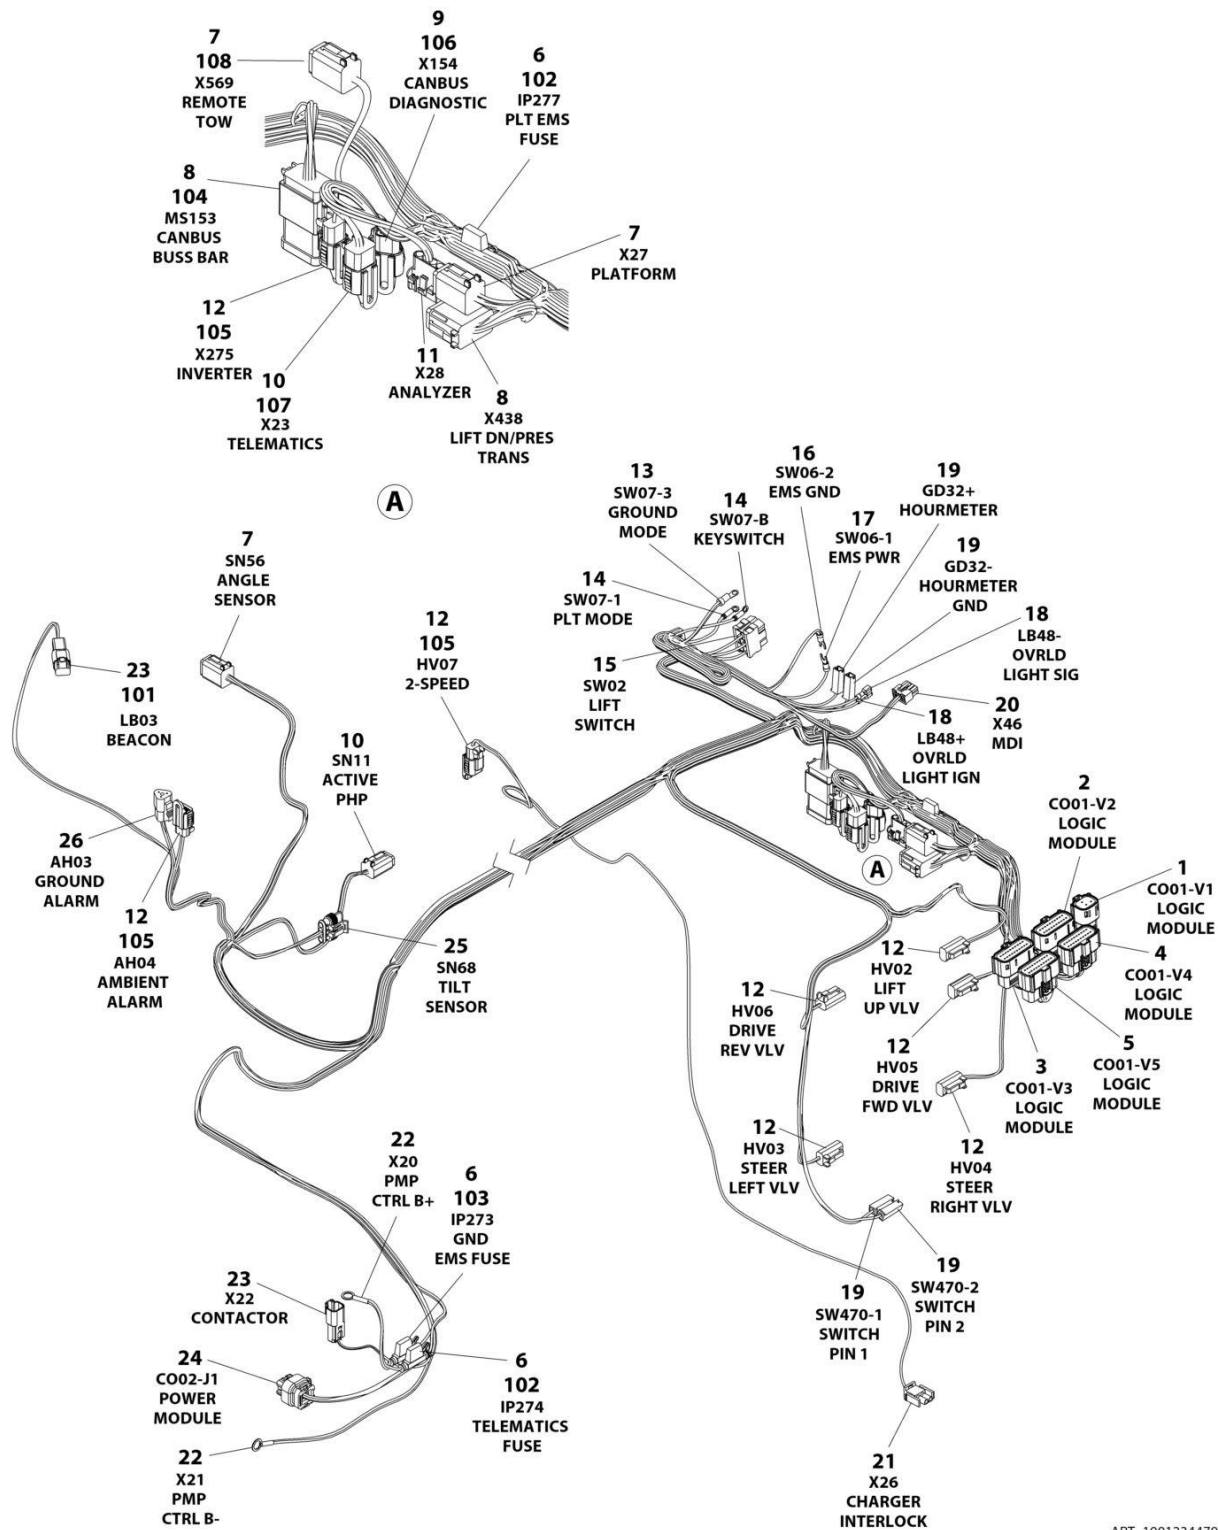 9
106
X154
CANBUS
DIAGNOSTIC
7
108
X569
REMOTE
TOW
6
102
IP277
PLT EMS
FUSE
8
104
MS153
CANBUS
BUSS BAR
7
X27
PLATFORM
12
105
X275
INVERTER
10
107
X23
TELEMATICS
11
X28
ANALYZER
8
X438
LIFT DN/PRES
TRANS
A
7
SN56
ANGLE
SENSOR
13
SW07-3
GROUND
MODE
14
SW07-B
KEYSWITCH
16
SW06-2
EMS GND
17
SW06-1
EMS PWR
19
GD32+
HOURMETER
19
GD32-
HOURMETER
GND
14
SW07-1
PLT MODE
18
LB48-
OVRLD
LIGHT SIG
23
101
LB03
BEACON
12
105
HV07
2-SPEED
15
SW02
LIFT
SWITCH
18
LB48+
OVRLD
LIGHT IGN
20
X46
MDI
10
SN11
ACTIVE
PHP
2
CO01-V2
LOGIC
MODULE
1
CO01-V1
LOGIC
MODULE
26
AH03
GROUND
ALARM
A
12
105
AH04
AMBIENT
ALARM
25
SN68
TILT
SENSOR
12
HV02
LIFT
UP VLV
4
CO01-V4
LOGIC
MODULE
12
HV06
DRIVE
REV VLV
12
HV05
DRIVE
FWD VLV
3
CO01-V3
LOGIC
MODULE
5
CO01-V5
LOGIC
MODULE
12
HV03
STEER
LEFT VLV
12
HV04
STEER
RIGHT VLV
22
X20
PMP
CTRL B+
6
103
IP273
GND
EMS FUSE
23
X22
CONTACTOR
19
SW470-1
SWITCH
PIN 1
19
SW470-2
SWITCH
PIN 2
24
CO02-J1
POWER
MODULE
6
102
IP274
TELEMATICS
FUSE
22
X21
PMP
CTRL B-
21
X26
CHARGER
INTERLOCK